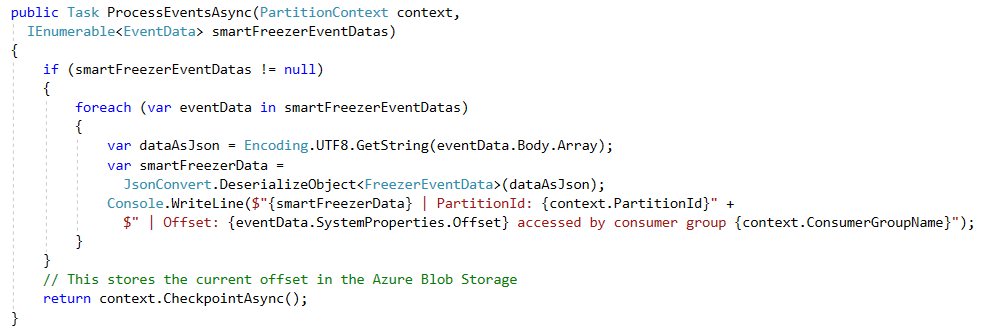 public Task ProcessEventsAsync(PartitionContext context,
  IEnumerable<EventData> smartFreezerEventDatas)
{
    if (smartFreezerEventDatas != null)
    {
        foreach (var eventData in smartFreezerEventDatas)
        {
            var dataAsJson = Encoding.UTF8.GetString(eventData.Body.Array);
            var smartFreezerData =
              JsonConvert.DeserializeObject<FreezerEventData>(dataAsJson);
            Console.WriteLine($"{smartFreezerData} | PartitionId: {context.PartitionId}" +
              $" | Offset: {eventData.SystemProperties.Offset} accessed by consumer group {context.ConsumerGroupName}");
        }
    }
    // This stores the current offset in the Azure Blob Storage
    return context.CheckpointAsync();
}